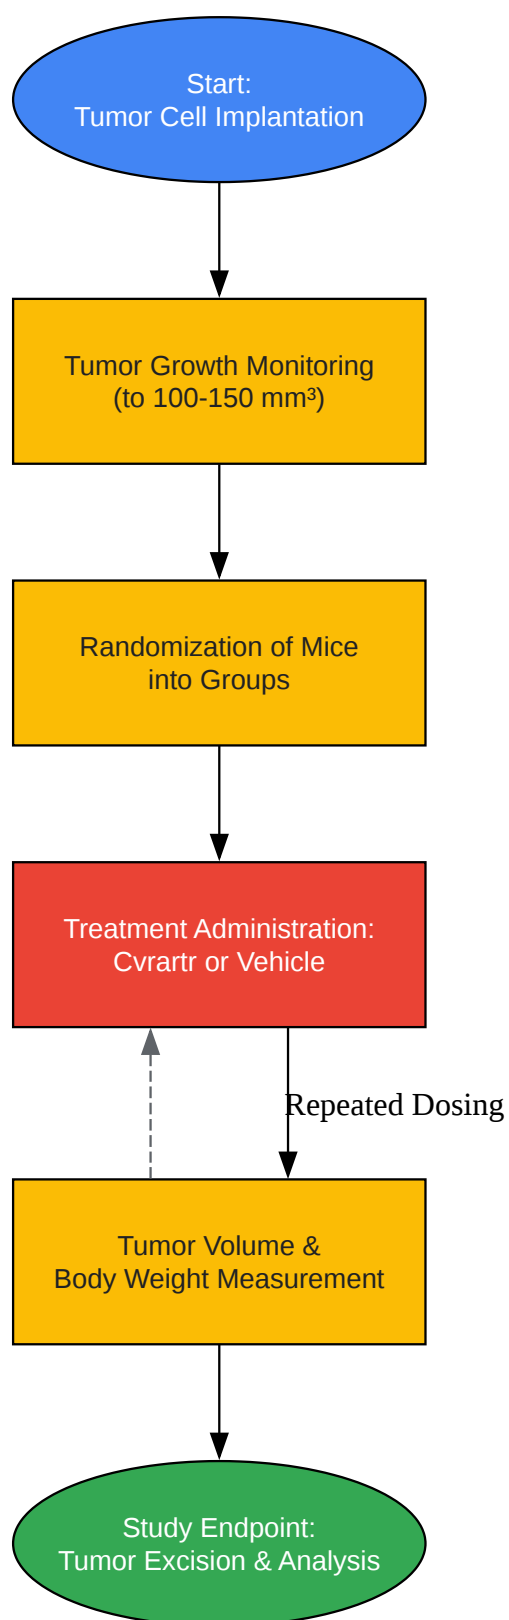 Start:
Tumor Cell Implantation
Tumor Growth Monitoring
(to 100-150 mm³)
Randomization of Mice
into Groups
Treatment Administration:
Cvrartr or Vehicle
Repeated Dosing
Tumor Volume &
Body Weight Measurement
Study Endpoint:
Tumor Excision & Analysis